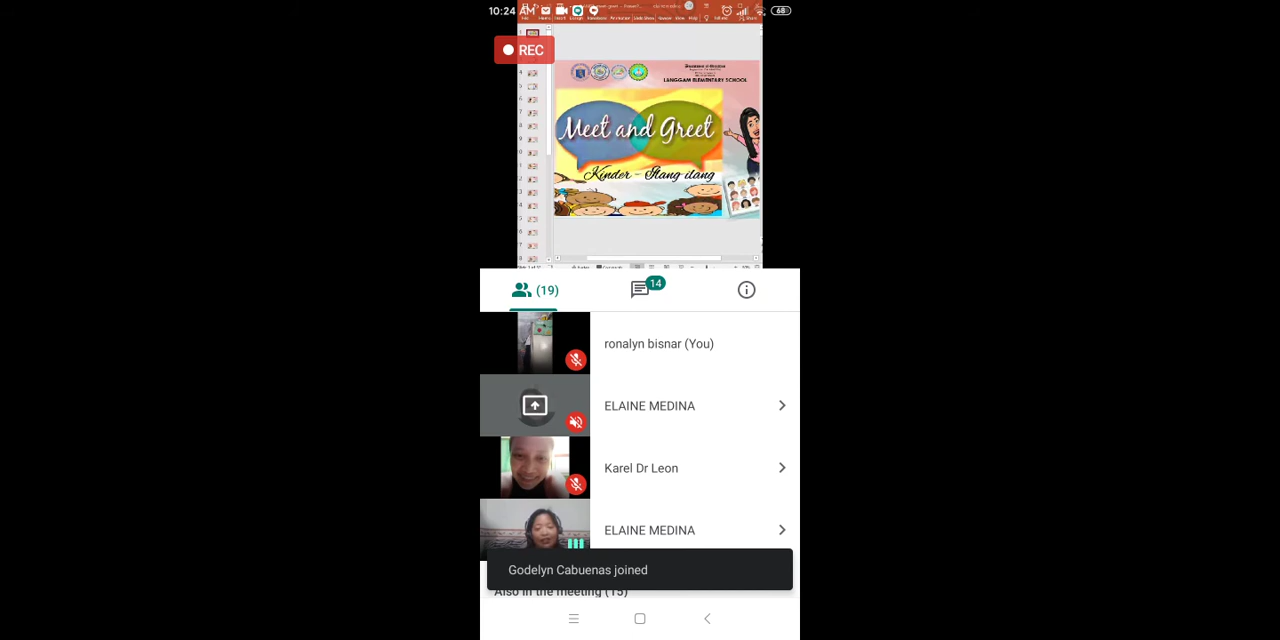 10:24 AM
68
REC
LANGGAM ELEMENTARY SCHOOL
Meet and Greet
Kinder - Ilang ilang
(19)
14
ronalyn bisnar (You)
ELAINE MEDINA
Karel Dr Leon
ELAINE MEDINA
Godelyn Cabuenas joined
Also in the meeting (15)